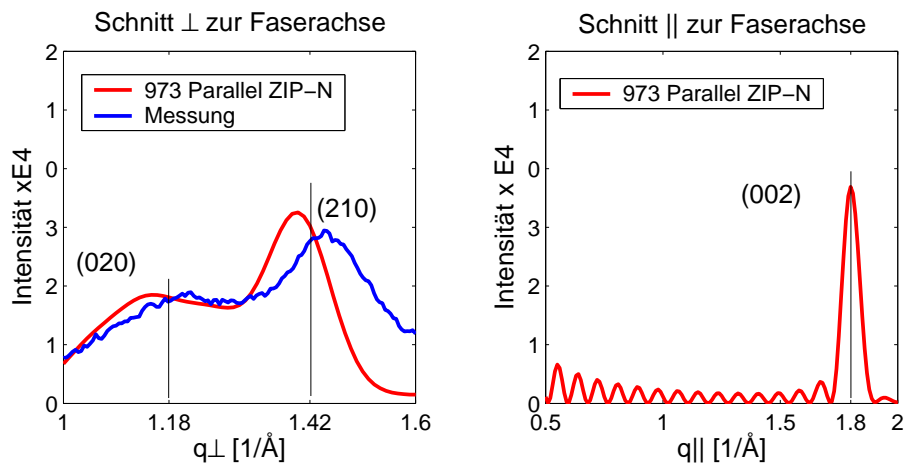 Schnitt ⊥ zur Faserachse
2
1
0
3
2
1
0
Intensität xE4
973 Parallel ZIP−N
Messung
(020)
(210)
1
1.18
1.42
1.6
q⊥ [1/Å]
Schnitt || zur Faserachse
2
1
0
3
2
1
0
Intensität x E4
973 Parallel ZIP−N
(002)
0.5
1
1.5
1.8
2
q|| [1/Å]